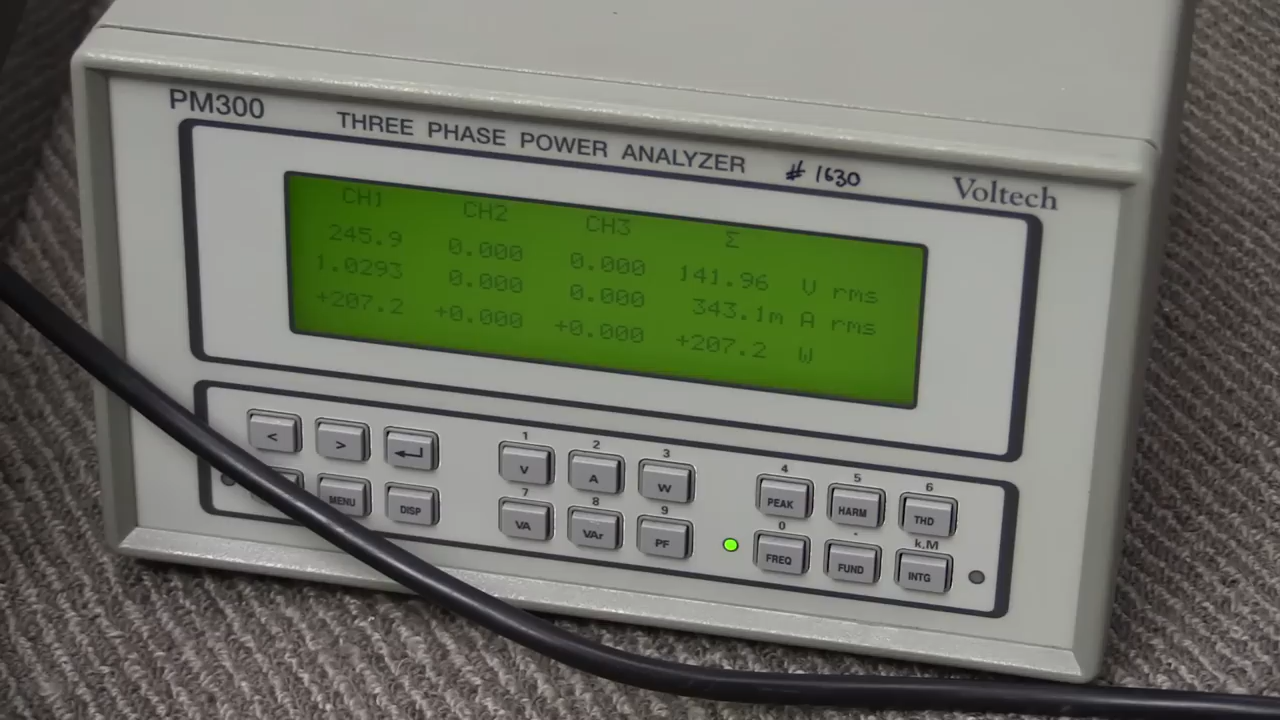 PM300
THREE PHASE POWER ANALYZER
# 1630
Voltech
CH1 CH2 CH3 Σ
245.9 0.000 0.000 141.96 V rms
1.0293 0.000 0.000 343.1m A rms
+207.2 +0.000 +0.000 +207.2 W
1 2 3
< > V A W
4 5 6
PEAK HARM THD
7 8 9
MENU DISP VA VAr PF
0 . k,M
FREQ FUND INTG